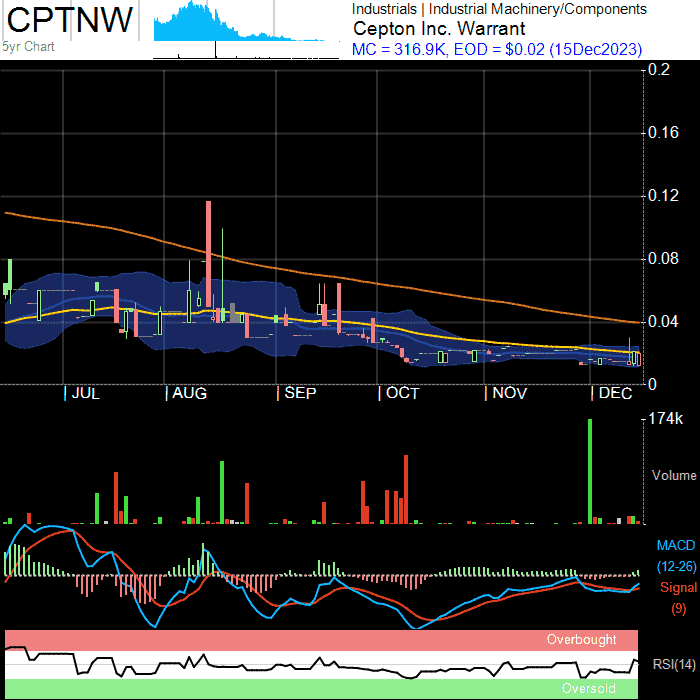 CPTNW
5yr Chart
Industrials | Industrial Machinery/Components
Cepton Inc. Warrant
MC = 316.9K, EOD = $0.02 (15Dec2023)
0.2
0.16
0.12
0.08
0.04
0
| JUL | AUG | SEP | OCT | NOV | DEC
174k
Volume
MACD
(12-26)
Signal
(9)
Overbought
RSI(14)
Oversold